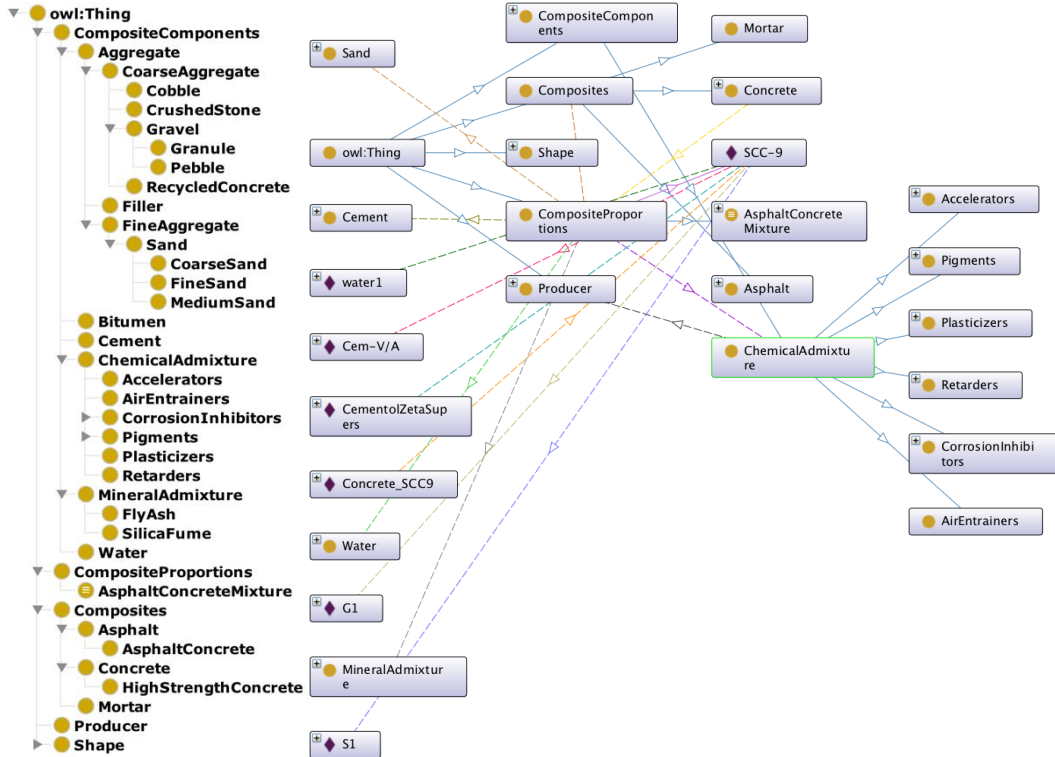 owl:Thing
CompositeComponents
Aggregate
CoarseAggregate
Cobble
CrushedStone
Gravel
Granule
Pebble
RecycledConcrete
Filler
FineAggregate
Sand
CoarseSand
FineSand
MediumSand
Bitumen
Cement
ChemicalAdmixture
Accelerators
AirEntrainers
CorrosionInhibitors
Pigments
Plasticizers
Retarders
MineralAdmixture
FlyAsh
SilicaFume
Water
CompositeProportions
AsphaltConcreteMixture
Composites
Asphalt
AsphaltConcrete
Concrete
HighStrengthConcrete
Mortar
Producer
Shape
Sand
owl:Thing
Cement
water1
Cem-V/A
CementolZetaSup
ers
Concrete_SCC9
Water
G1
MineralAdmixtur
e
S1
CompositeCompon
ents
Composites
Shape
CompositePropor
tions
Producer
Mortar
Concrete
SCC-9
AsphaltConcrete
Mixture
Asphalt
ChemicalAdmixtu
re
Accelerators
Pigments
Plasticizers
Retarders
CorrosionInhibi
tors
AirEntrainers